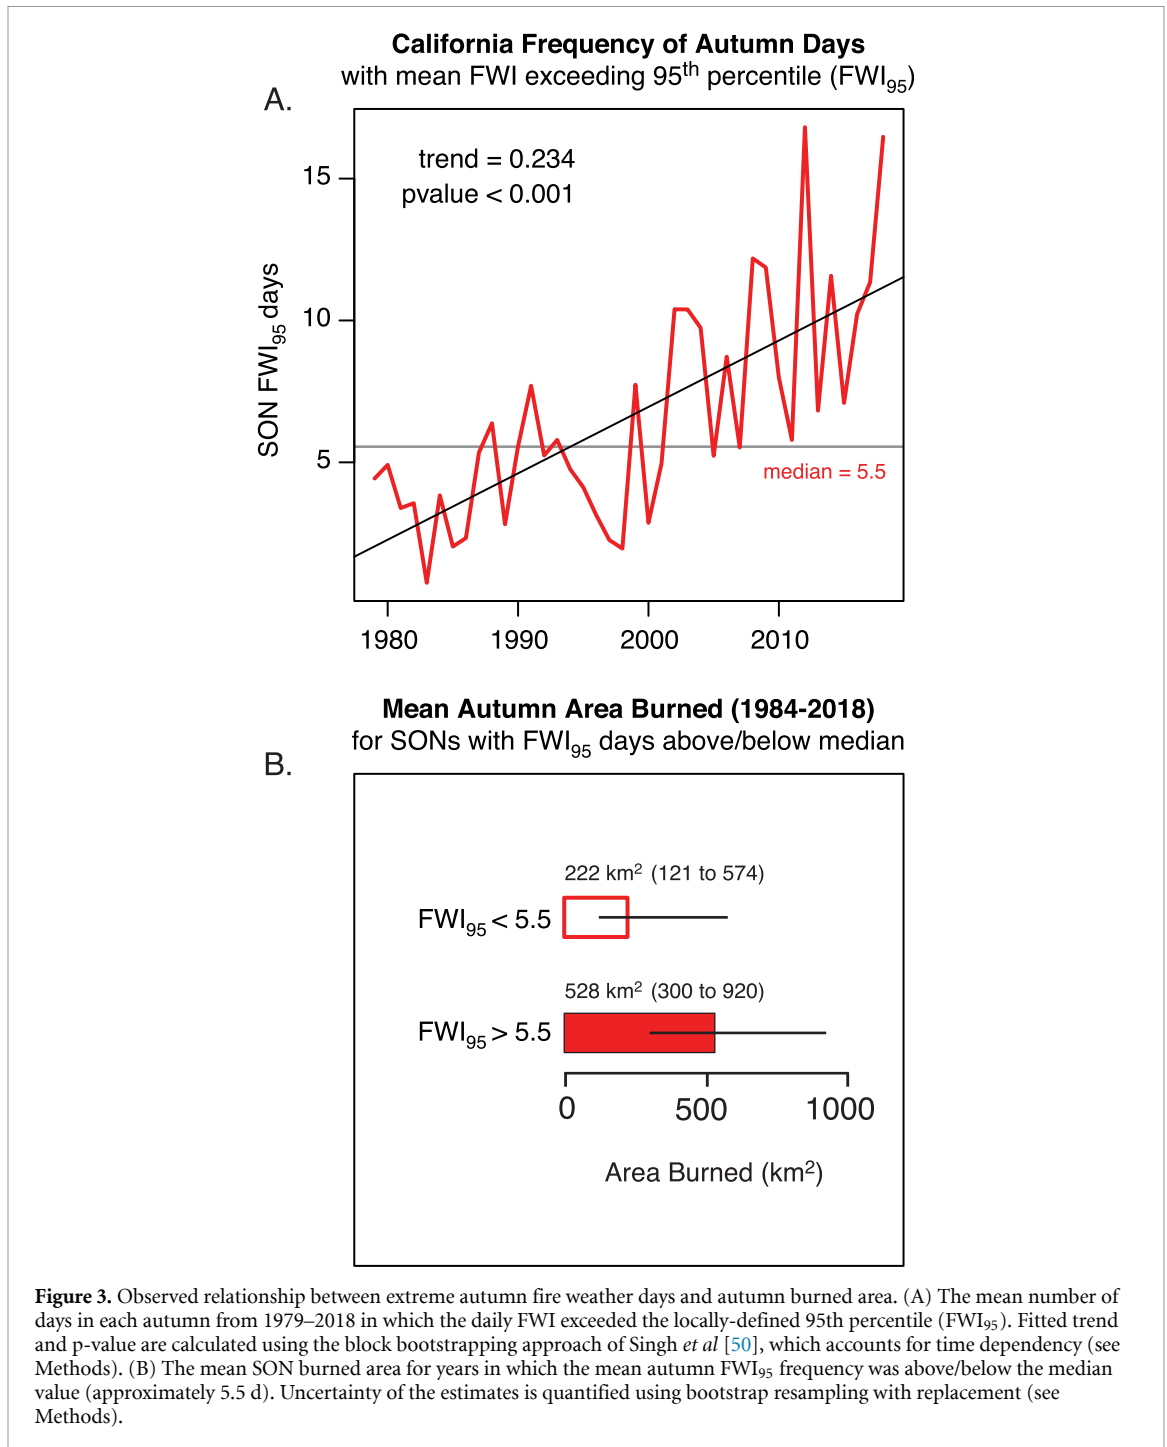 California Frequency of Autumn Days
with mean FWI exceeding 95th percentile (FWI95)
A.
trend = 0.234
pvalue < 0.001
15
10
5
SON FWI95 days
median = 5.5
1980 1990 2000 2010
Mean Autumn Area Burned (1984-2018)
for SONs with FWI95 days above/below median
B.
222 km2 (121 to 574)
FWI95 < 5.5
528 km2 (300 to 920)
FWI95 > 5.5
0 500 1000
Area Burned (km2)
Figure 3. Observed relationship between extreme autumn fire weather days and autumn burned area. (A) The mean number of
days in each autumn from 1979–2018 in which the daily FWI exceeded the locally-defined 95th percentile (FWI95). Fitted trend
and p-value are calculated using the block bootstrapping approach of Singh et al [50], which accounts for time dependency (see
Methods). (B) The mean SON burned area for years in which the mean autumn FWI95 frequency was above/below the median
value (approximately 5.5 d). Uncertainty of the estimates is quantified using bootstrap resampling with replacement (see
Methods).